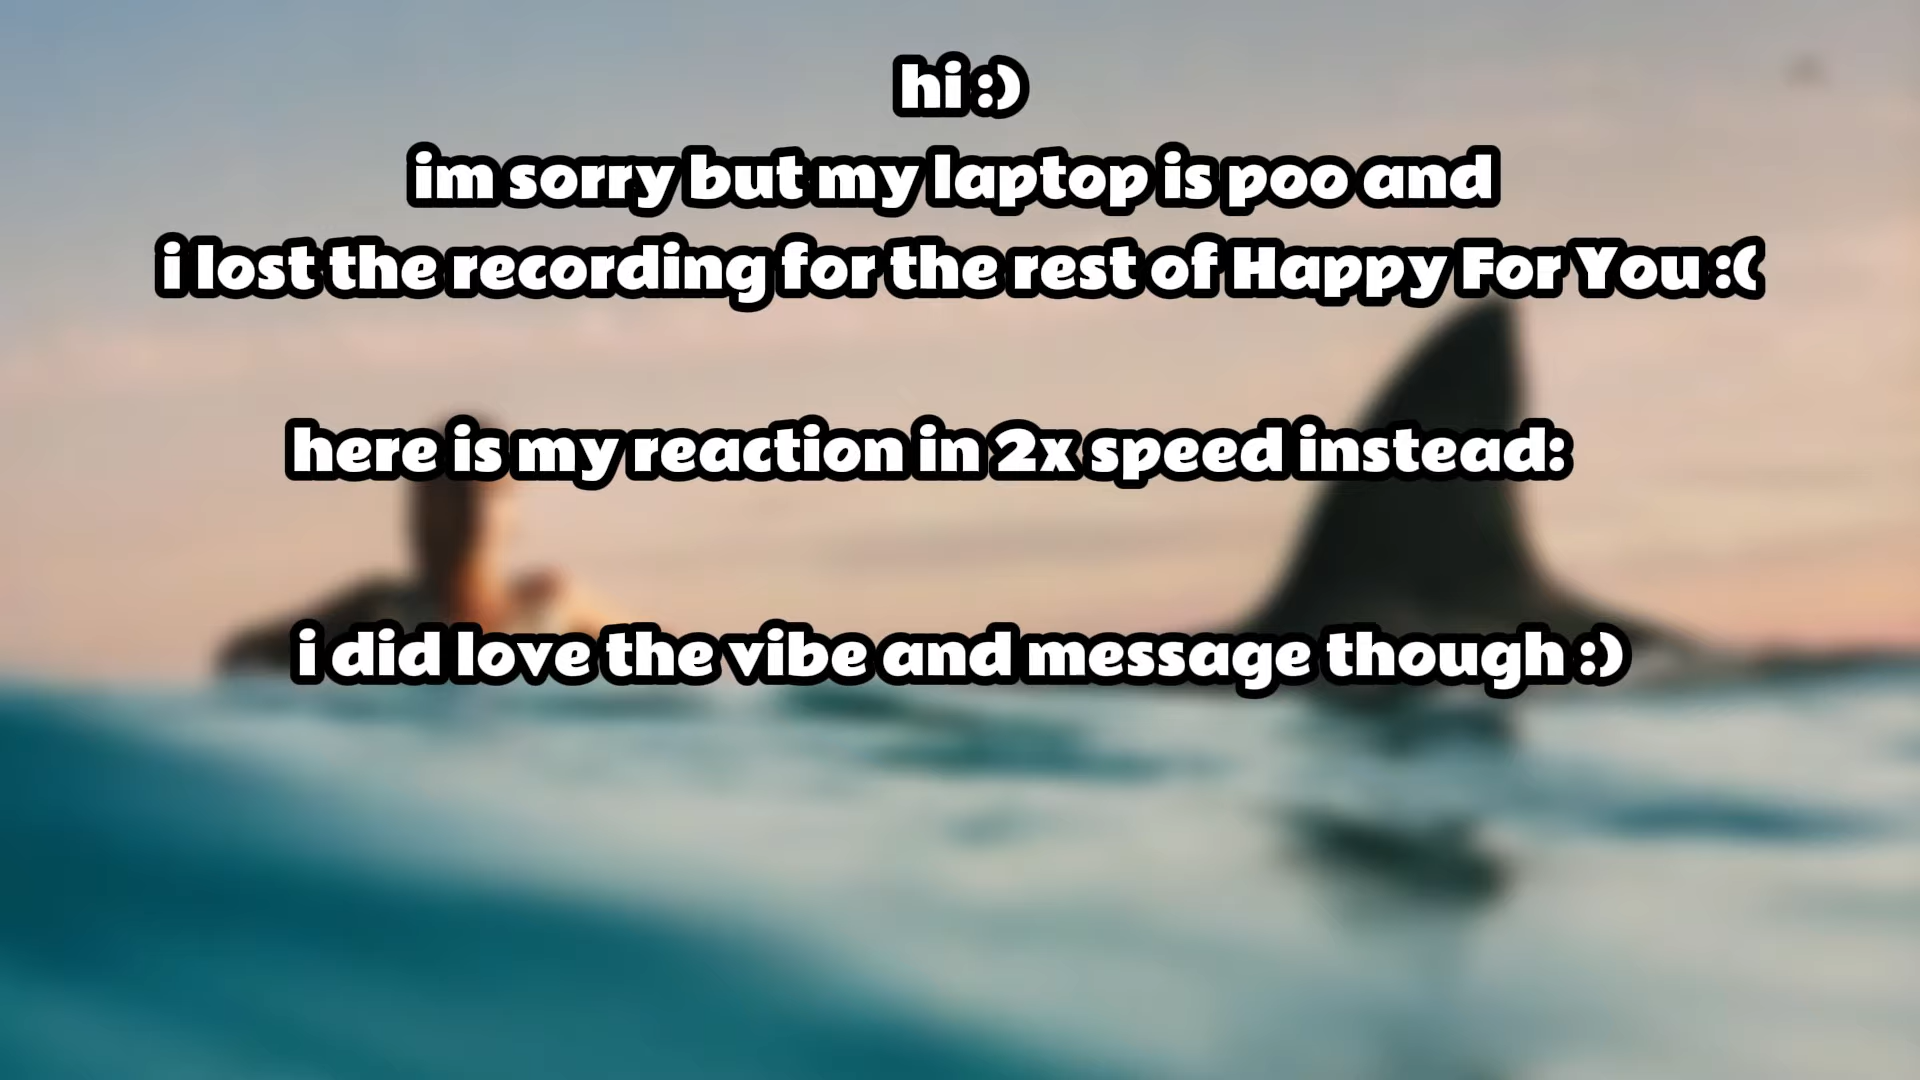 hi :)
im sorry but my laptop is poo and
i lost the recording for the rest of Happy For You :(
here is my reaction in 2x speed instead:
i did love the vibe and message though :)